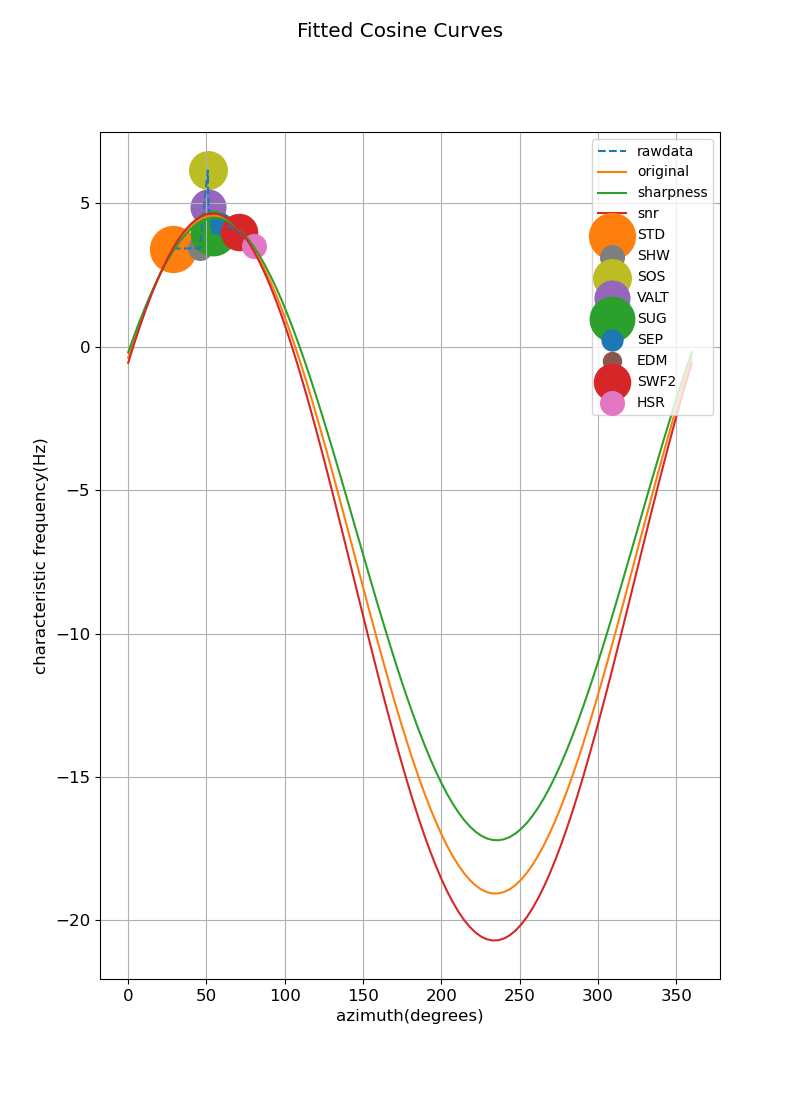 Fitted Cosine Curves
rawdata
original
sharpness
snr
STD
SHW
SOS
VALT
SUG
SEP
EDM
SWF2
HSR
characteristic frequency(Hz)
5
0
−5
−10
−15
−20
0 50 100 150 200 250 300 350
azimuth(degrees)